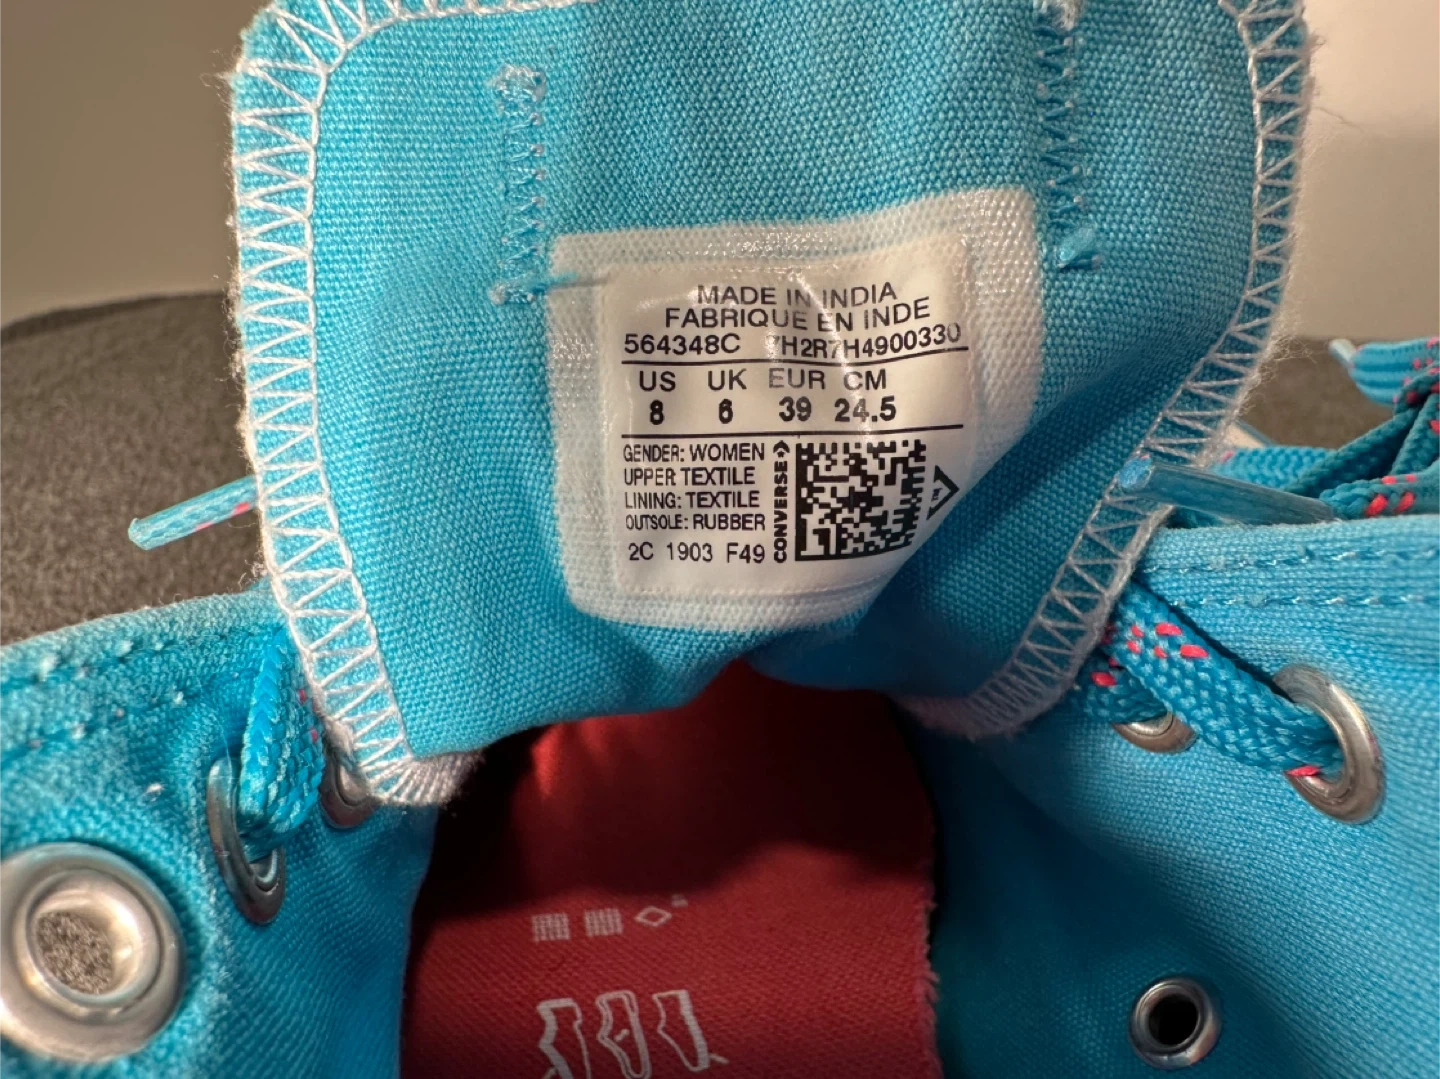 MADE IN INDIA
FABRIQUE EN INDE
564348C 7H2R7H4900330
US UK EUR CM
8 6 39 24.5
GENDER: WOMEN
UPPER TEXTILE
LINING: TEXTILE
OUTSOLE: RUBBER
2C 1903 F49
CONVERSE